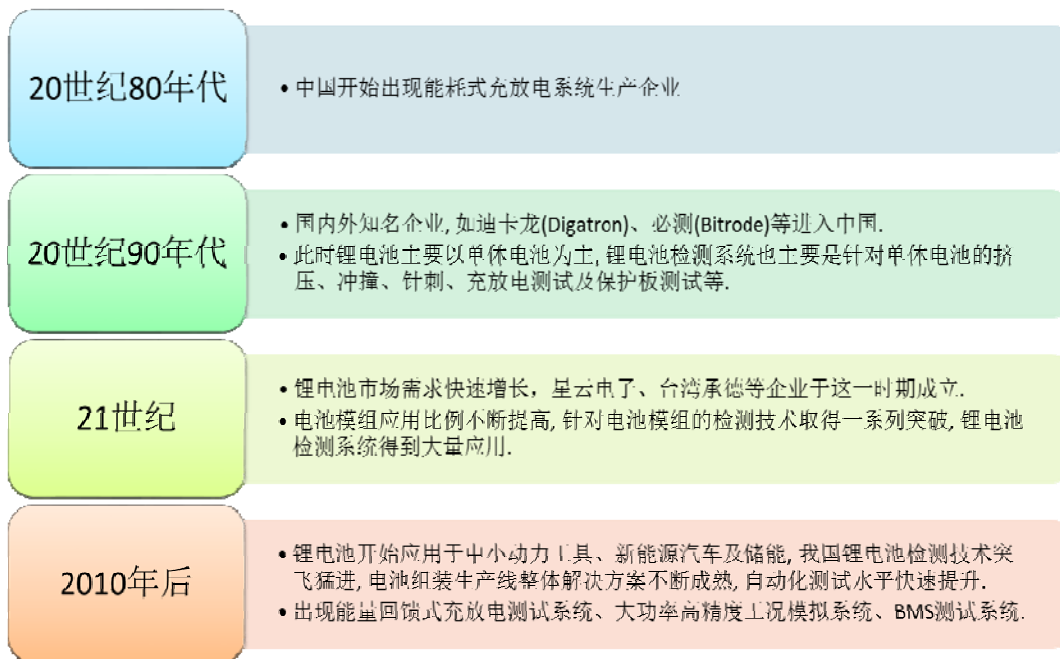 20世纪80年代
• 中国开始出现能耗式充放电系统生产企业
20世纪90年代
• 国内外知名企业, 如迪卡龙(Digatron)、必测(Bitrode)等进入中国.
• 此时锂电池主要以单体电池为主, 锂电池检测系统也主要是针对单体电池的挤
压、冲撞、针刺、充放电测试及保护板测试等.
21世纪
• 锂电池市场需求快速增长，星云电子、台湾承德等企业于这一时期成立.
• 电池模组应用比例不断提高, 针对电池模组的检测技术取得一系列突破, 锂电池
检测系统得到大量应用.
2010年后
• 锂电池开始应用于中小动力工具、新能源汽车及储能, 我国锂电池检测技术突
飞猛进, 电池组装生产线整体解决方案不断成熟, 自动化测试水平快速提升.
• 出现能量回馈式充放电测试系统、大功率高精度工况模拟系统、BMS测试系统.